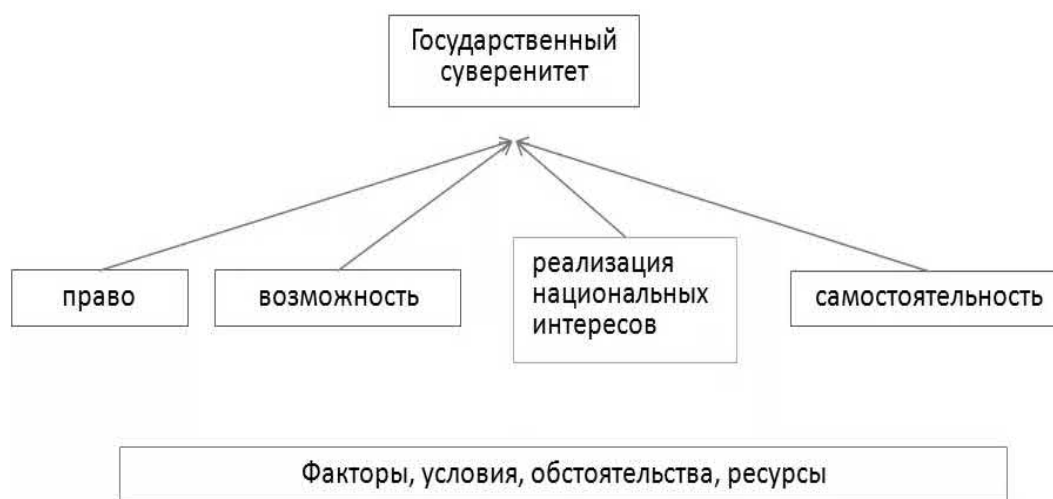 Государственный
суверенитет
право
возможность
реализация
национальных
интересов
самостоятельность
Факторы, условия, обстоятельства, ресурсы